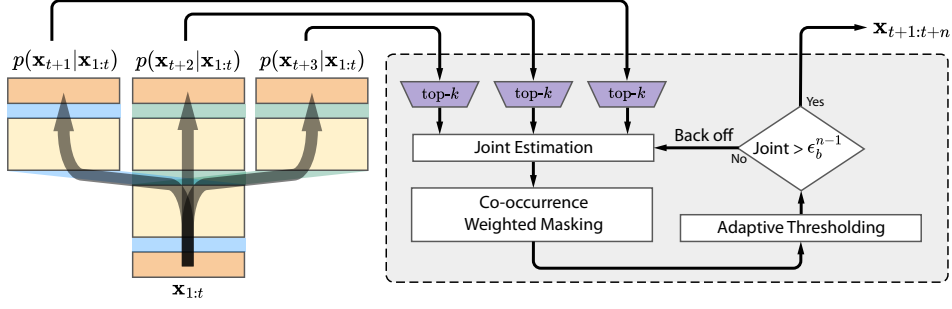 p(x_{t+1}|x_{1:t})
p(x_{t+2}|x_{1:t})
p(x_{t+3}|x_{1:t})
x_{1:t}
top-k
top-k
top-k
Joint Estimation
Co-occurrence
Weighted Masking
Adaptive Thresholding
Joint > ϵ_b^{n-1}
Back off
No
Yes
x_{t+1:t+n}